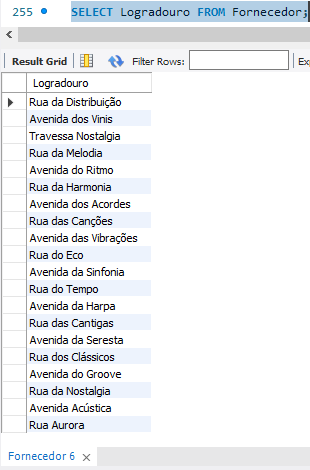 255 SELECT Logradouro FROM Fornecedor;
Result Grid Filter Rows: Exp
Logradouro
Rua da Distribuição
Avenida dos Vinis
Travessa Nostalgia
Rua da Melodia
Avenida do Ritmo
Rua da Harmonia
Avenida dos Acordes
Rua das Canções
Avenida das Vibrações
Rua do Eco
Avenida da Sinfonia
Rua do Tempo
Avenida da Harpa
Rua das Cantigas
Avenida da Seresta
Rua dos Clássicos
Avenida do Groove
Rua da Nostalgia
Avenida Acústica
Rua Aurora
Fornecedor 6